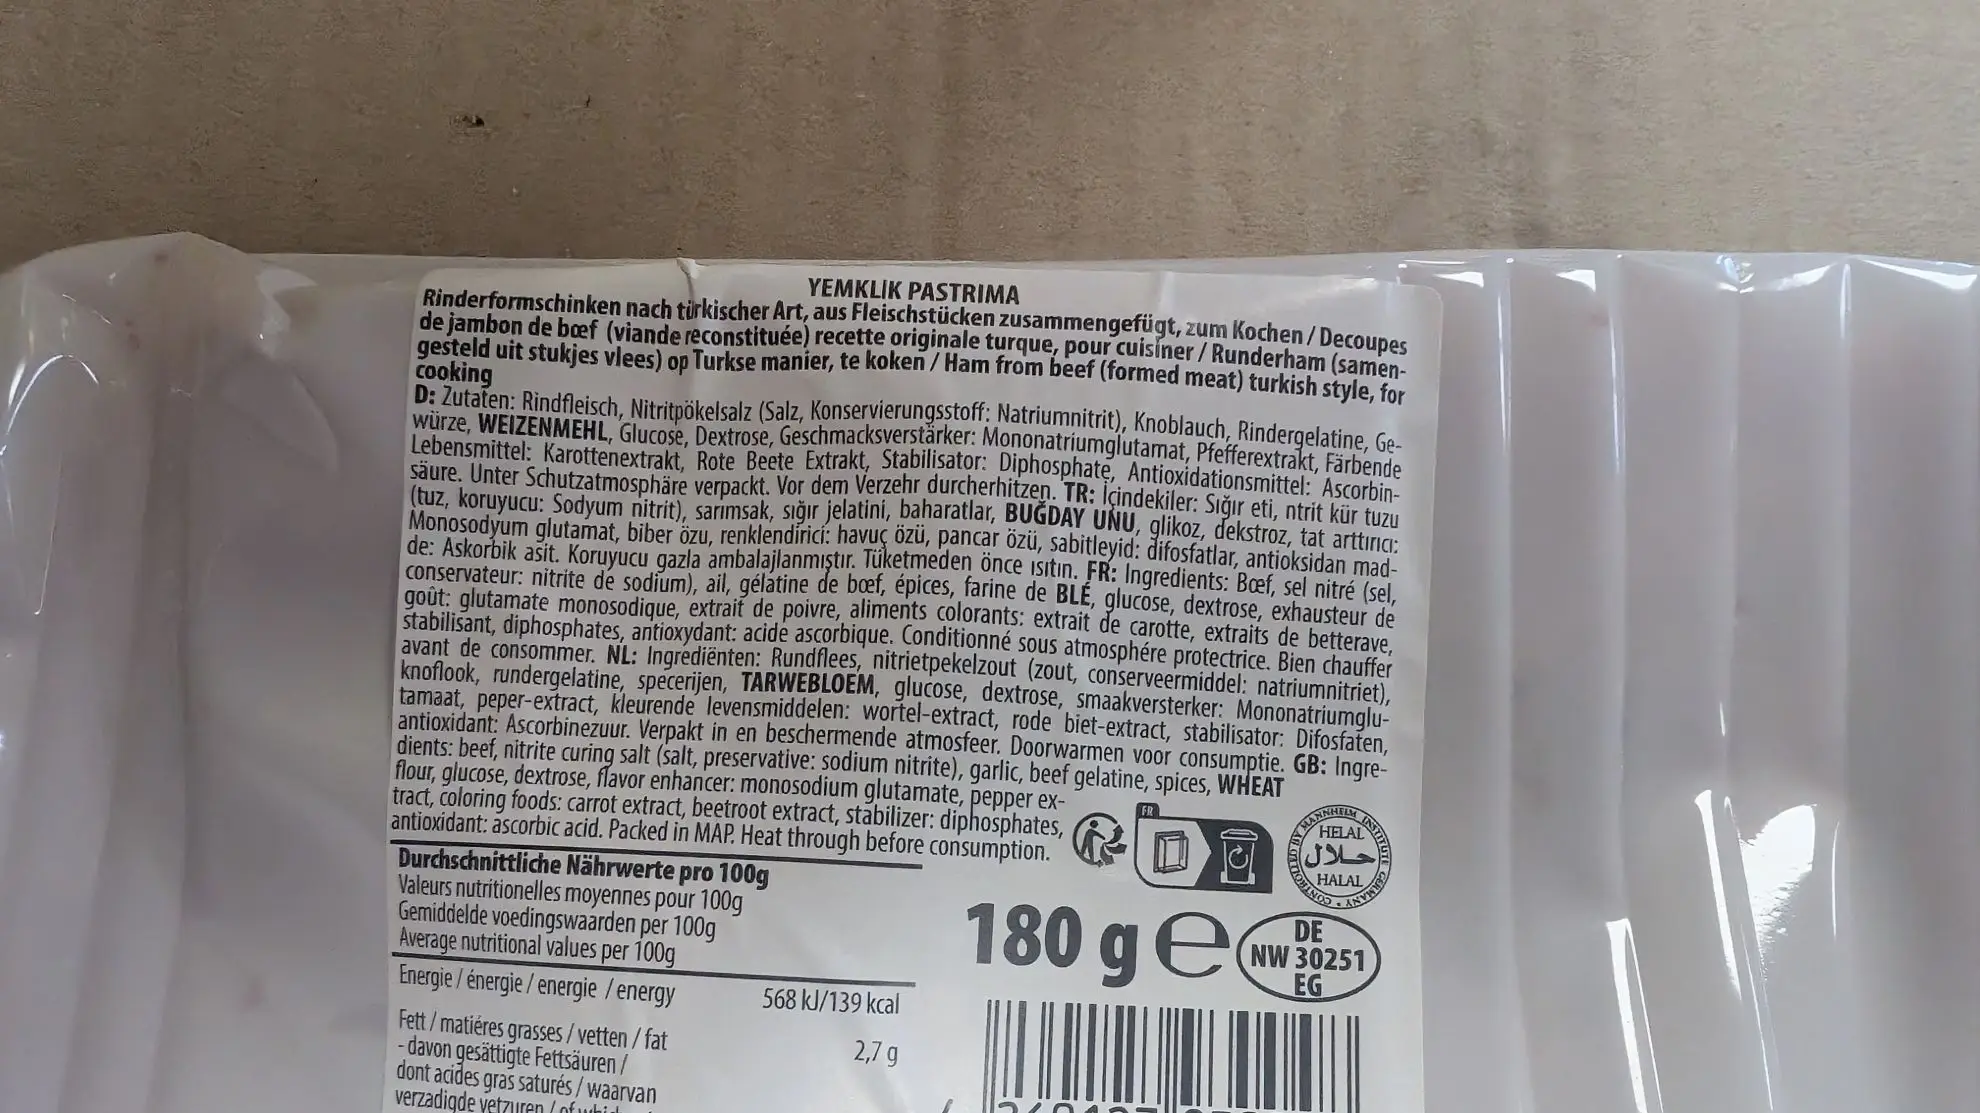 YEMKLİK PASTRIMA
Rinderformschinken nach türkischer Art, aus Fleischstücken zusammengefügt, zum Kochen / Decoupes
de jambon de bœf (viande reconstituée) recette originale turque, pour cuisiner / Runderham (samen-
gesteld uit stukjes vlees) op Turkse manier, te koken / Ham from beef (formed meat) turkish style, for
cooking
D: Zutaten: Rindfleisch, Nitritpökelsalz (Salz, Konservierungsstoff: Natriumnitrit), Knoblauch, Rindergelatine, Ge-
würze, WEIZENMEHL, Glucose, Dextrose, Geschmacksverstärker: Mononatriumglutamat, Pfefferextrakt, Färbende
Lebensmittel: Karottenextrakt, Rote Beete Extrakt, Stabilisator: Diphosphate, Antioxidationsmittel: Ascorbin-
säure. Unter Schutzatmosphäre verpackt. Vor dem Verzehr durcherhitzen. TR: İçindekiler: Sığır eti, ntrit kür tuzu
(tuz, koruyucu: Sodyum nitrit), sarımsak, sığır jelatini, baharatlar, BUĞDAY UNU, glikoz, dekstroz, tat arttırıcı:
Monosodyum glutamat, biber özu, renklendirici: havuç özü, pancar özü, sabitleyid: difosfatlar, antioksidan mad-
de: Askorbik asit. Koruyucu gazla ambalajlanmıştır. Tüketmeden önce ısıtın. FR: Ingredients: Bœf, sel nitré (sel,
conservateur: nitrite de sodium), ail, gélatine de bœf, épices, farine de BLÉ, glucose, dextrose, exhausteur de
goût: glutamate monosodique, extrait de poivre, aliments colorants: extrait de carotte, extraits de betterave,
stabilisant, diphosphates, antioxydant: acide ascorbique. Conditionné sous atmosphére protectrice. Bien chauffer
avant de consommer. NL: Ingrediënten: Rundflees, nitrietpekelzout (zout, conserveermiddel: natriumnitriet),
knoflook, rundergelatine, specerijen, TARWEBLOEM, glucose, dextrose, smaakversterker: Mononatriumglu-
tamaat, peper-extract, kleurende levensmiddelen: wortel-extract, rode biet-extract, stabilisator: Difosfaten,
antioxidant: Ascorbinezuur. Verpakt in en beschermende atmosfeer. Doorwarmen voor consumptie. GB: Ingre-
dients: beef, nitrite curing salt (salt, preservative: sodium nitrite), garlic, beef gelatine, spices, WHEAT
flour, glucose, dextrose, flavor enhancer: monosodium glutamate, pepper ex-
tract, coloring foods: carrot extract, beetroot extract, stabilizer: diphosphates,
antioxidant: ascorbic acid. Packed in MAP. Heat through before consumption.
FR
CONTROLLED BY MANNHEIM INSTITUTE GERMANY
HELAL
حلال
HALAL
Durchschnittliche Nährwerte pro 100g
Valeurs nutritionelles moyennes pour 100g
Gemiddelde voedingswaarden per 100g
Average nutritional values per 100g
180 g e
DE
NW 30251
EG
Energie / énergie / energie / energy 568 kJ/139 kcal
Fett / matiéres grasses / vetten / fat 2,7 g
- davon gesättigte Fettsäuren /
dont acides gras saturés / waarvan
verzadigde vetzuren / of